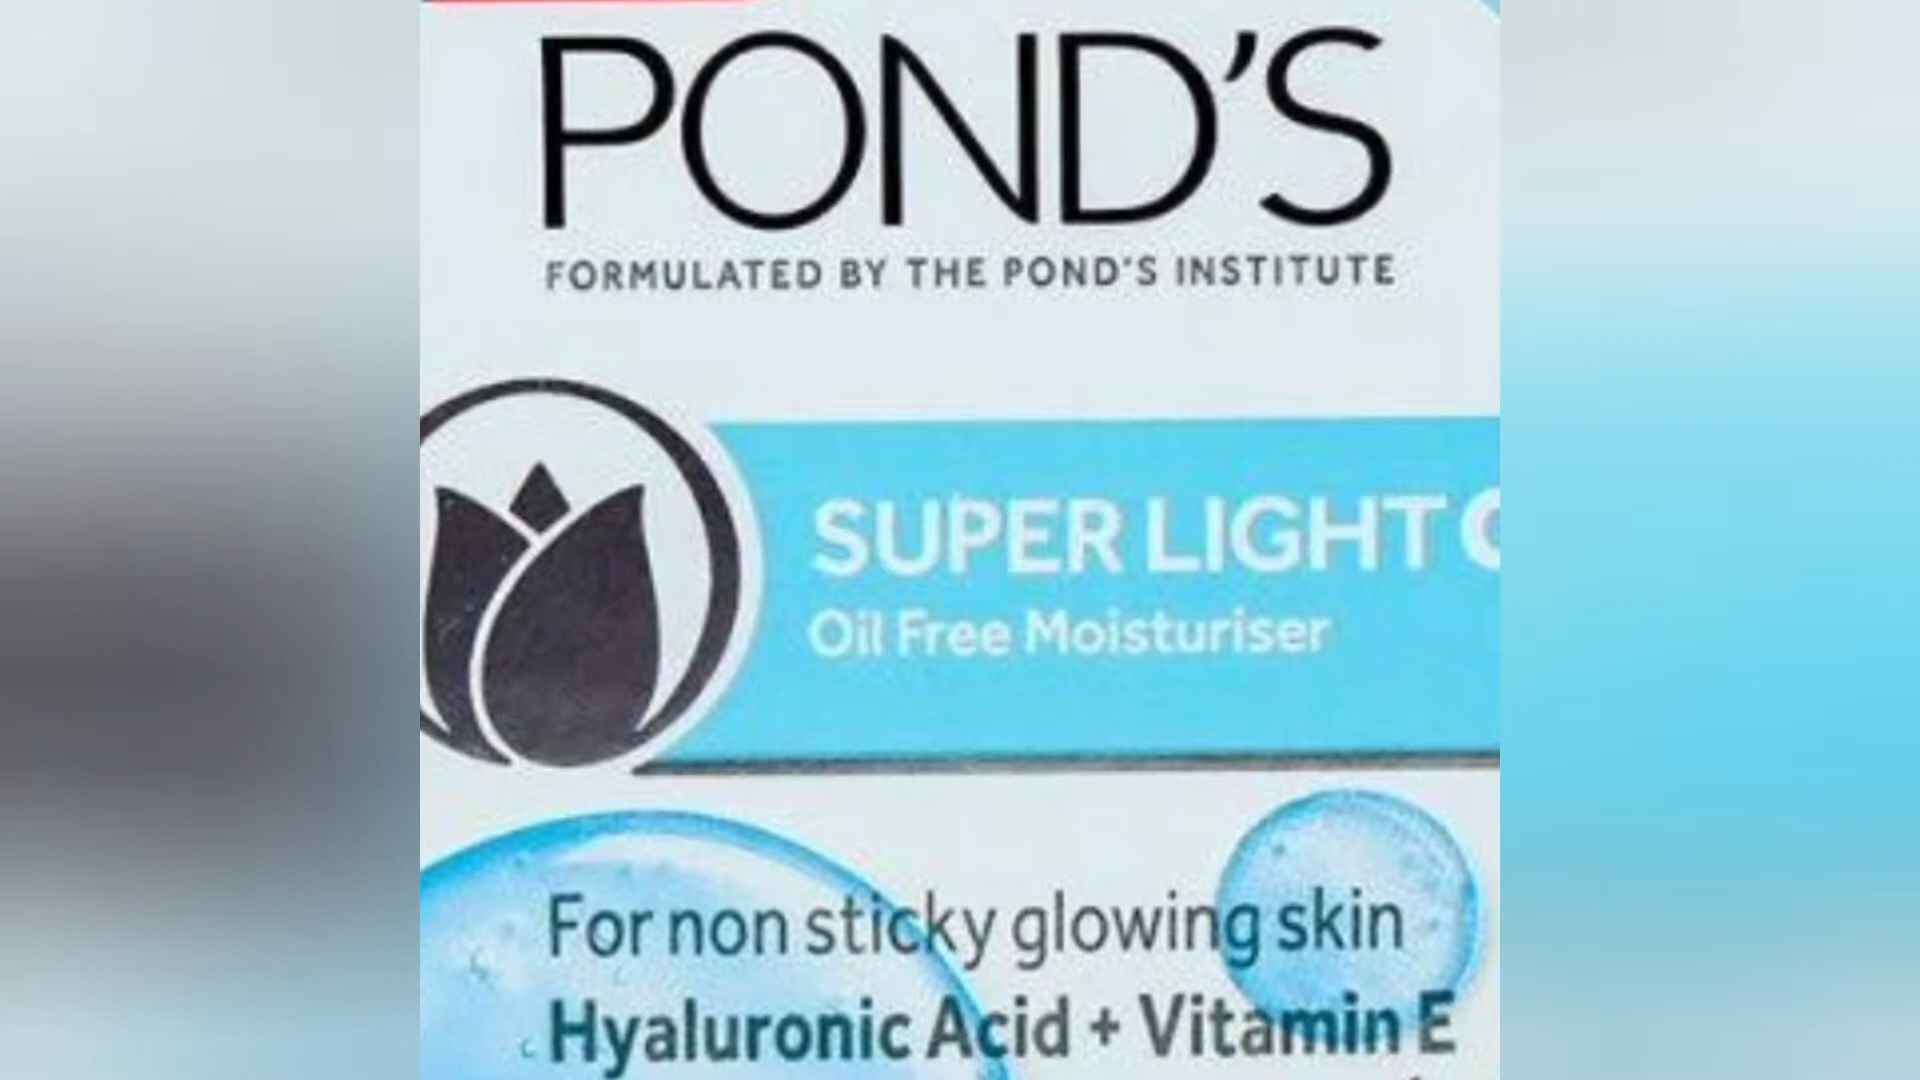 POND'S
FORMULATED BY THE POND'S INSTITUTE
SUPER LIGHT
Oil Free Moisturiser
For non sticky glowing skin
Hyaluronic Acid + Vitamin E